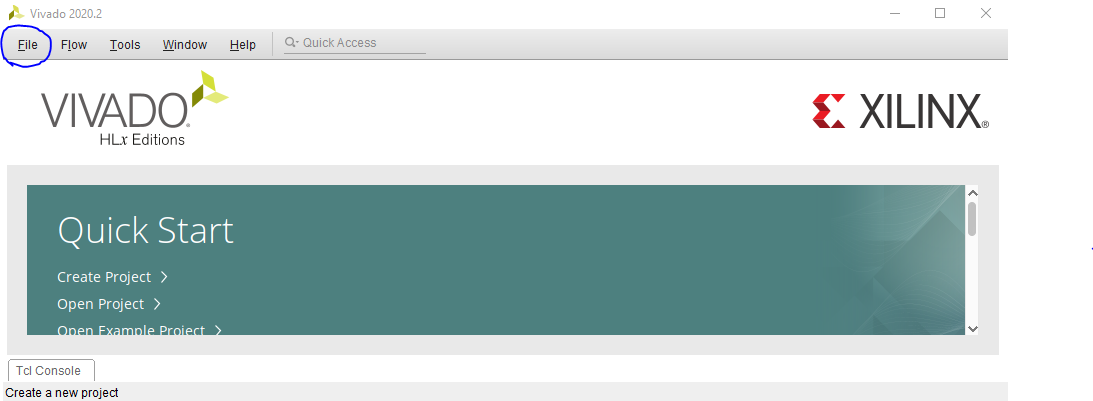 Vivado 2020.2
File Flow Tools Window Help Quick Access
VIVADO®
HLx Editions
XILINX®
Quick Start
Create Project
Open Project
Open Example Project
Tcl Console
Create a new project